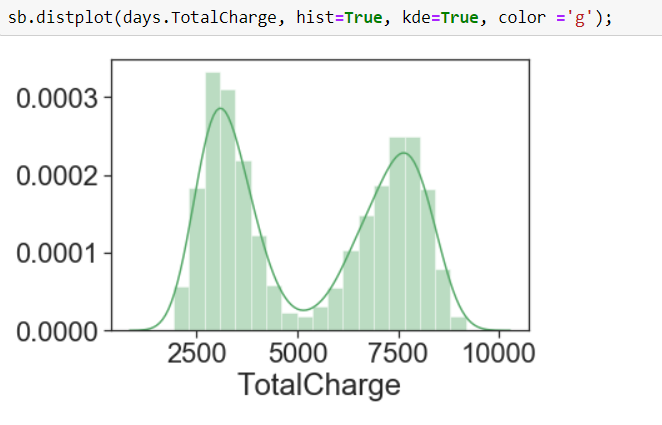 sb.distplot(days.TotalCharge, hist=True, kde=True, color ='g');
0.0003
0.0002
0.0001
0.0000
2500 5000 7500 10000
TotalCharge